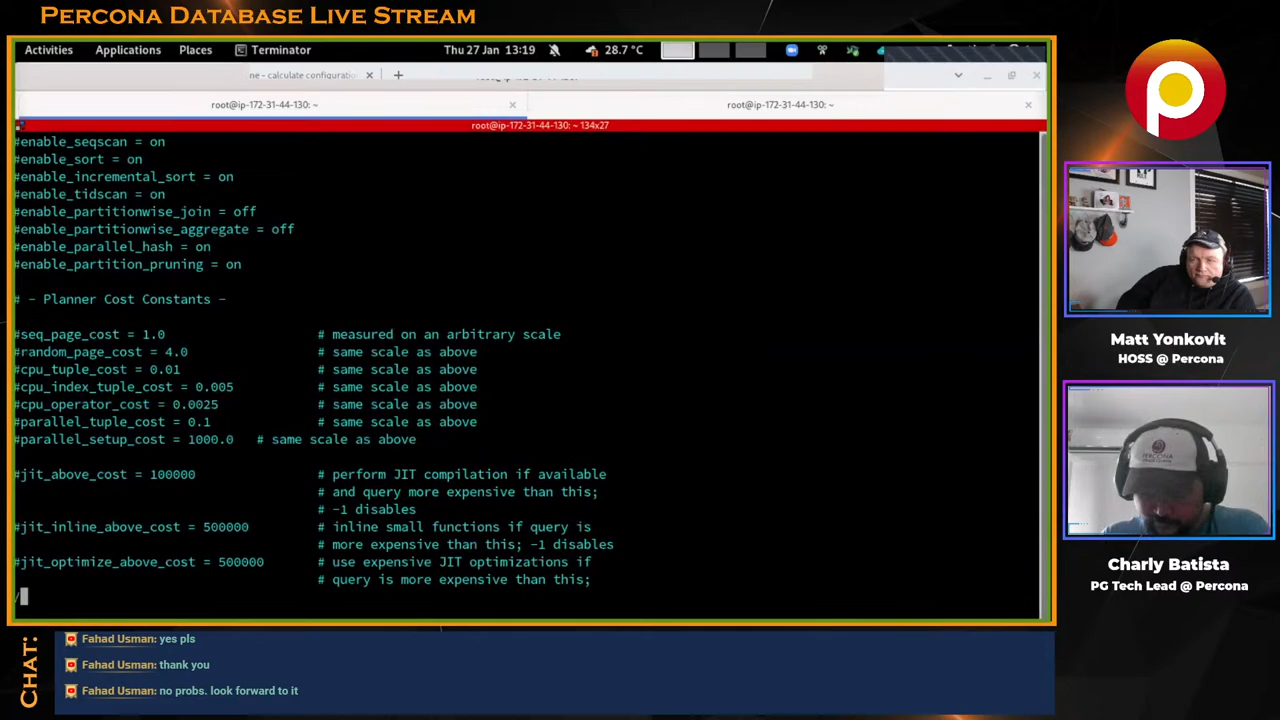 PERCONA DATABASE LIVE STREAM
Activities Applications Places Terminator Thu 27 Jan 13:19 28.7 °C
ne - calculate configuratio
root@ip-172-31-44-130: ~ root@ip-172-31-44-130: ~
root@ip-172-31-44-130: ~ 134x27
#enable_seqscan = on
#enable_sort = on
#enable_incremental_sort = on
#enable_tidscan = on
#enable_partitionwise_join = off
#enable_partitionwise_aggregate = off
#enable_parallel_hash = on
#enable_partition_pruning = on
# - Planner Cost Constants -
#seq_page_cost = 1.0 # measured on an arbitrary scale
#random_page_cost = 4.0 # same scale as above
#cpu_tuple_cost = 0.01 # same scale as above
#cpu_index_tuple_cost = 0.005 # same scale as above
#cpu_operator_cost = 0.0025 # same scale as above
#parallel_tuple_cost = 0.1 # same scale as above
#parallel_setup_cost = 1000.0 # same scale as above
#jit_above_cost = 100000 # perform JIT compilation if available
# and query more expensive than this;
# -1 disables
#jit_inline_above_cost = 500000 # inline small functions if query is
# more expensive than this; -1 disables
#jit_optimize_above_cost = 500000 # use expensive JIT optimizations if
# query is more expensive than this;
/
Matt Yonkovit
HOSS @ Percona
PERCONA
Charly Batista
PG Tech Lead @ Percona
CHAT:
Fahad Usman: yes pls
Fahad Usman: thank you
Fahad Usman: no probs. look forward to it